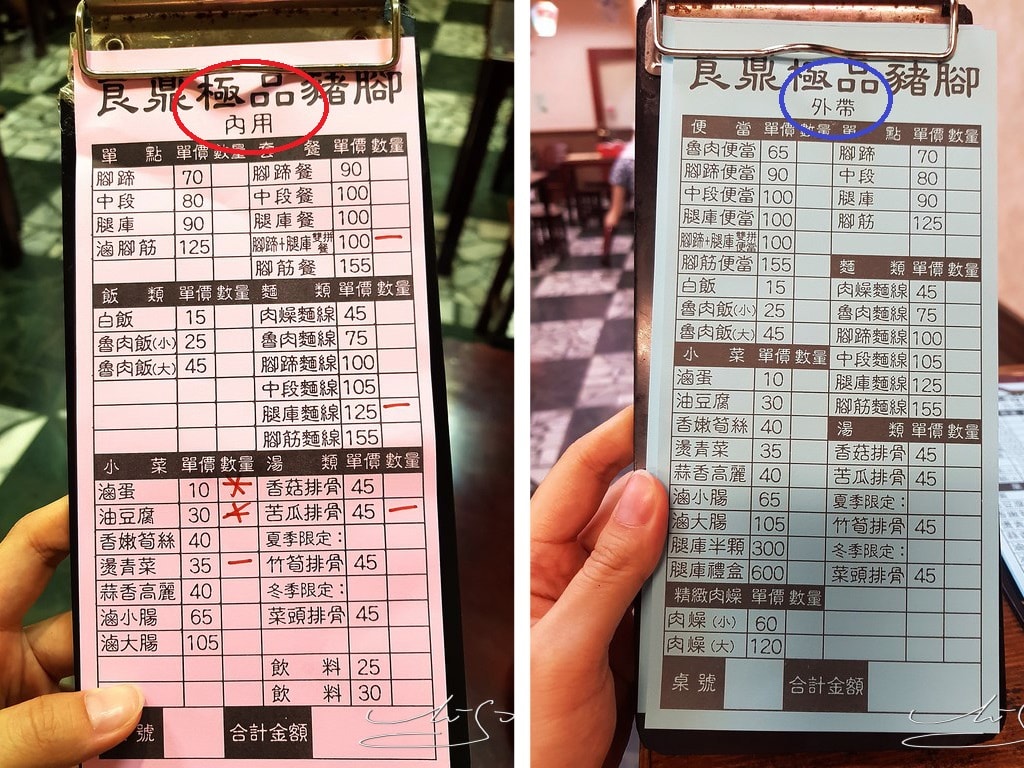 良鼎極品豬腳
內用
單點 單價 數量 套餐 單價 數量
腳蹄 70 腳蹄餐 90
中段 80 中段餐 100
腿庫 90 腿庫餐 100
滷腳筋 125 腳蹄+腿庫雙拼餐 100 一
腳筋餐 155
飯類 單價 數量 麵類 單價 數量
白飯 15 肉燥麵線 45
魯肉飯(小) 25 魯肉麵線 75
魯肉飯(大) 45 腳蹄麵線 100
中段麵線 105
腿庫麵線 125 一
腳筋麵線 155
小菜 單價 數量 湯類 單價 數量
滷蛋 10 香菇排骨 45
油豆腐 30 苦瓜排骨 45 一
香嫩筍絲 40 夏季限定：
燙青菜 35 一 竹筍排骨 45
蒜香高麗 40 冬季限定：
滷小腸 65 菜頭排骨 45
滷大腸 105
飲料 25
飲料 30
號 合計金額
良鼎極品豬腳
外帶
便當 單價 數量 單點 單價 數量
魯肉便當 65 腳蹄 70
腳蹄便當 90 中段 80
中段便當 100 腿庫 90
腿庫便當 100 腳筋 125
腳蹄+腿庫雙拼便當 100
腳筋便當 155 麵類 單價 數量
白飯 15 肉燥麵線 45
魯肉飯(小) 25 魯肉麵線 75
魯肉飯(大) 45 腳蹄麵線 100
小菜 單價 數量 中段麵線 105
滷蛋 10 腿庫麵線 125
油豆腐 30 腳筋麵線 155
香嫩筍絲 40 湯類 單價 數量
燙青菜 35 香菇排骨 45
蒜香高麗 40 苦瓜排骨 45
滷小腸 65 夏季限定：
滷大腸 105 竹筍排骨 45
腿庫半顆 300 冬季限定：
腿庫禮盒 600 菜頭排骨 45
精緻肉燥 單價 數量
肉燥(小) 60
肉燥(大) 120
桌號 合計金額